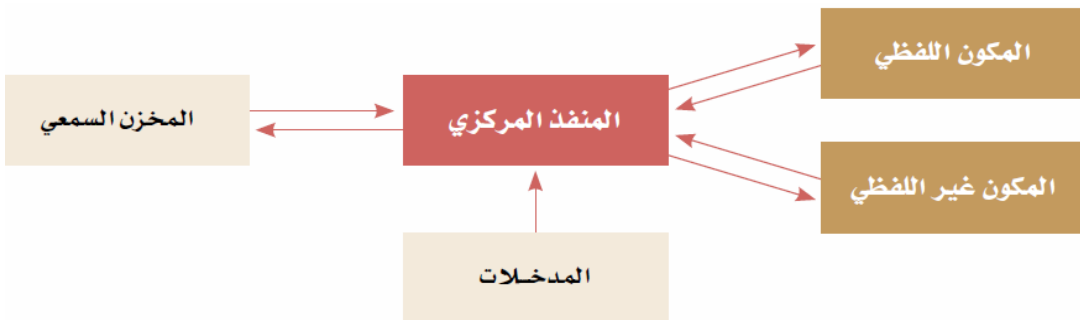 المكون اللفظي
المنفذ المركزي
المخزن السمعي
المكون غير اللفظي
المدخلات